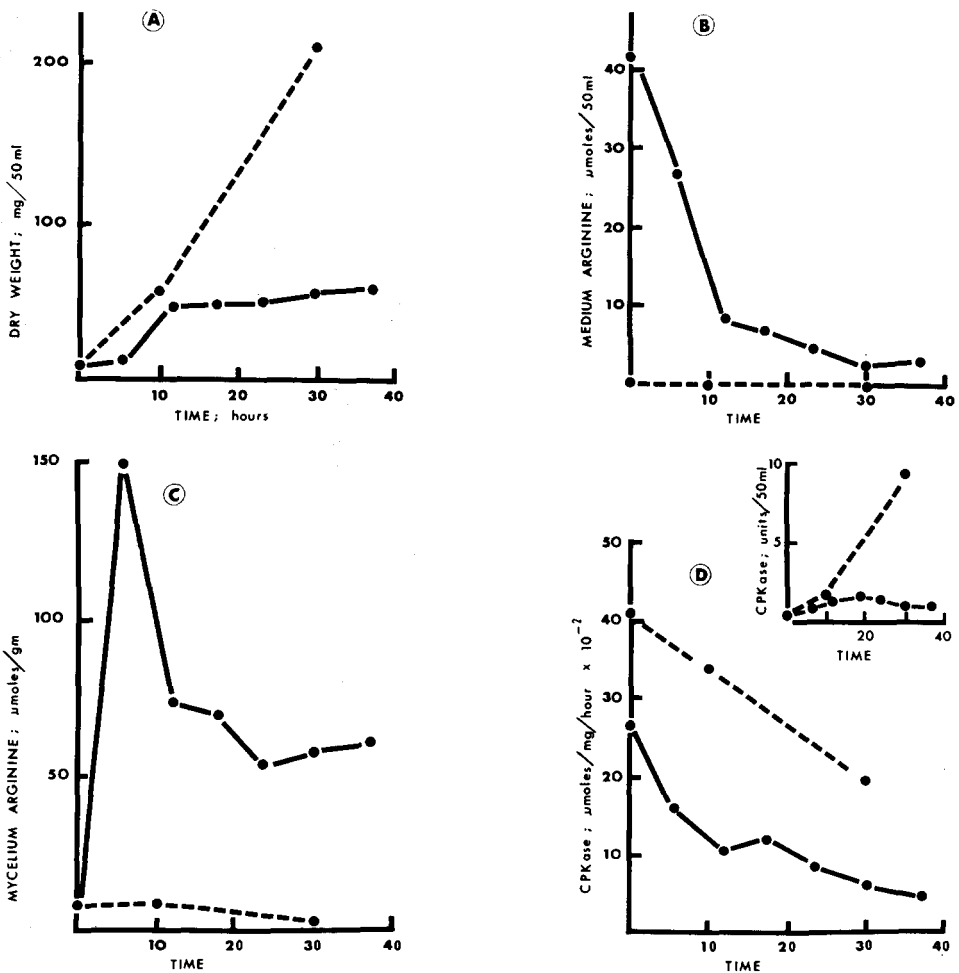 A
200
100
DRY WEIGHT; mg/50ml
10
20
30
40
TIME; hours
B
40
30
20
10
MEDIUM ARGININE; µmoles/50ml
10
20
30
40
TIME
C
150
100
50
MYCELIUM ARGININE; µmoles/gm
10
20
30
40
TIME
D
50
40
30
20
10
CPKase; µmoles/mg/hour x 10⁻²
10
20
30
40
TIME
10
5
CPKase; units/50ml
20
40
TIME